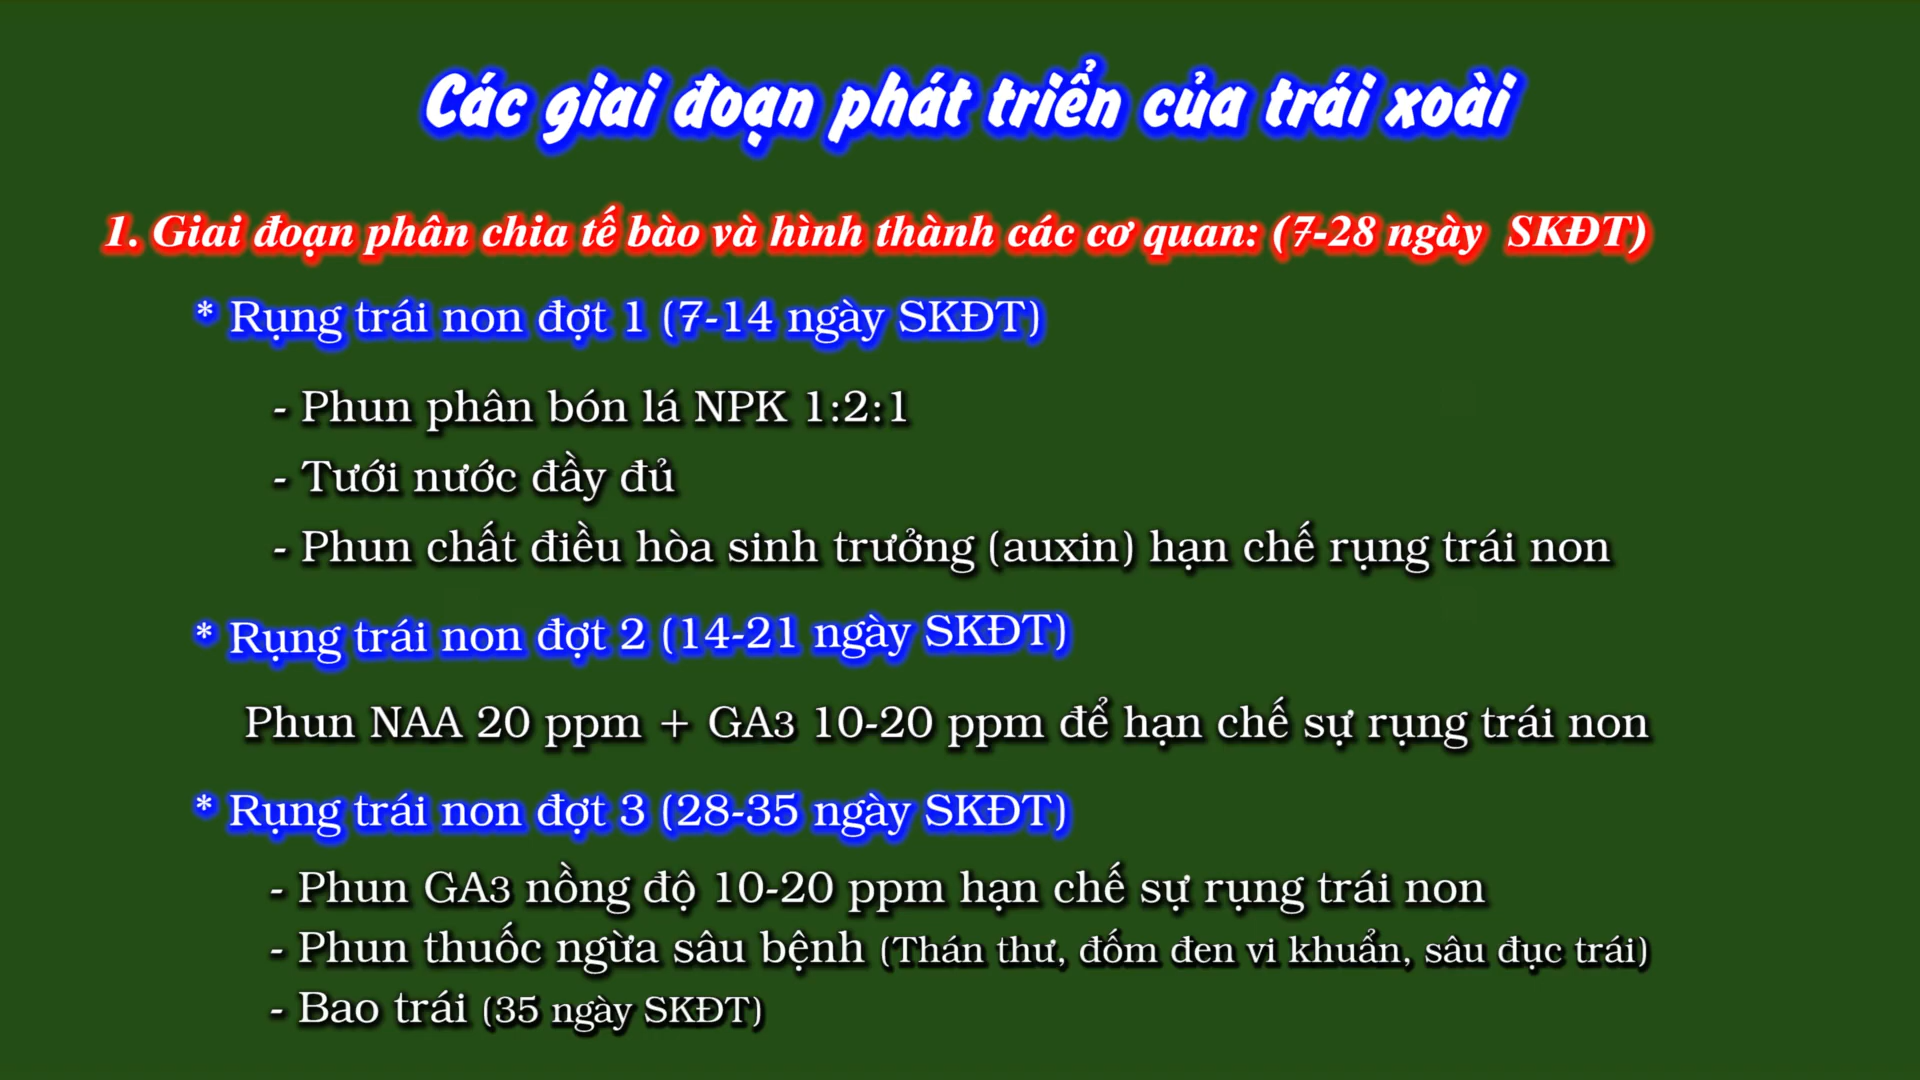 Các giai đoạn phát triển của trái xoài
1. Giai đoạn phân chia tế bào và hình thành các cơ quan: (7-28 ngày SKĐT)
* Rụng trái non đợt 1 (7-14 ngày SKĐT)
- Phun phân bón lá NPK 1:2:1
- Tưới nước đầy đủ
- Phun chất điều hòa sinh trưởng (auxin) hạn chế rụng trái non
* Rụng trái non đợt 2 (14-21 ngày SKĐT)
Phun NAA 20 ppm + GA3 10-20 ppm để hạn chế sự rụng trái non
* Rụng trái non đợt 3 (28-35 ngày SKĐT)
- Phun GA3 nồng độ 10-20 ppm hạn chế sự rụng trái non
- Phun thuốc ngừa sâu bệnh (Thán thư, đốm đen vi khuẩn, sâu đục trái)
- Bao trái (35 ngày SKĐT)